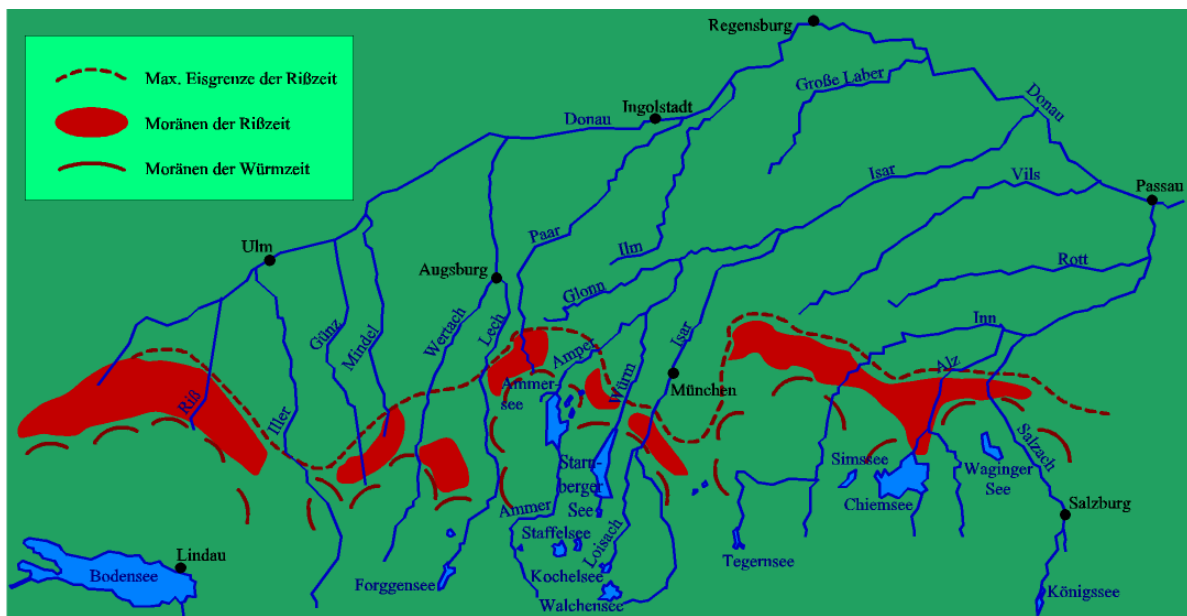 Max. Eisgrenze der Rißzeit
Moränen der Rißzeit
Moränen der Würmzeit
Regensburg
Große Laber
Donau
Ingolstadt
Donau
Isar
Vils
Passau
Ulm
Paar
Ilm
Augsburg
Glonn
Rott
Günz
Mindel
Wertach
Lech
Isar
Inn
Amper
Würm
Alz
München
Riß
Iller
Ammer-
see
Salzach
Starn-
berger
See
Simssee
Waginger
See
Chiemsee
Ammer
Salzburg
Staffelsee
Loisach
Lindau
Bodensee
Forggensee
Kochelsee
Tegernsee
Walchensee
Königssee